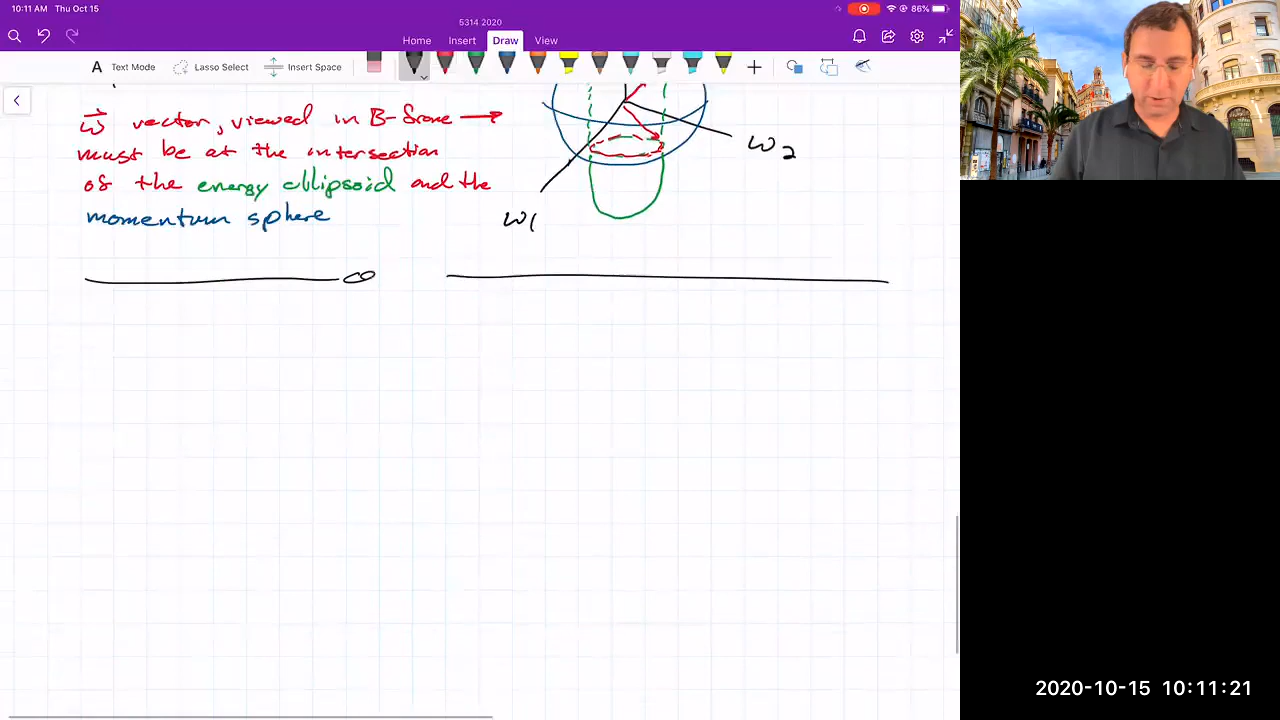 10:11 AM Thu Oct 15
86%
5314 2020
Home Insert Draw View
A Text Mode Lasso Select Insert Space
ω vector, viewed in B-frame →
must be at the intersection
of the energy ellipsoid and the
momentum sphere
ω2
ω1
2020-10-15 10:11:21